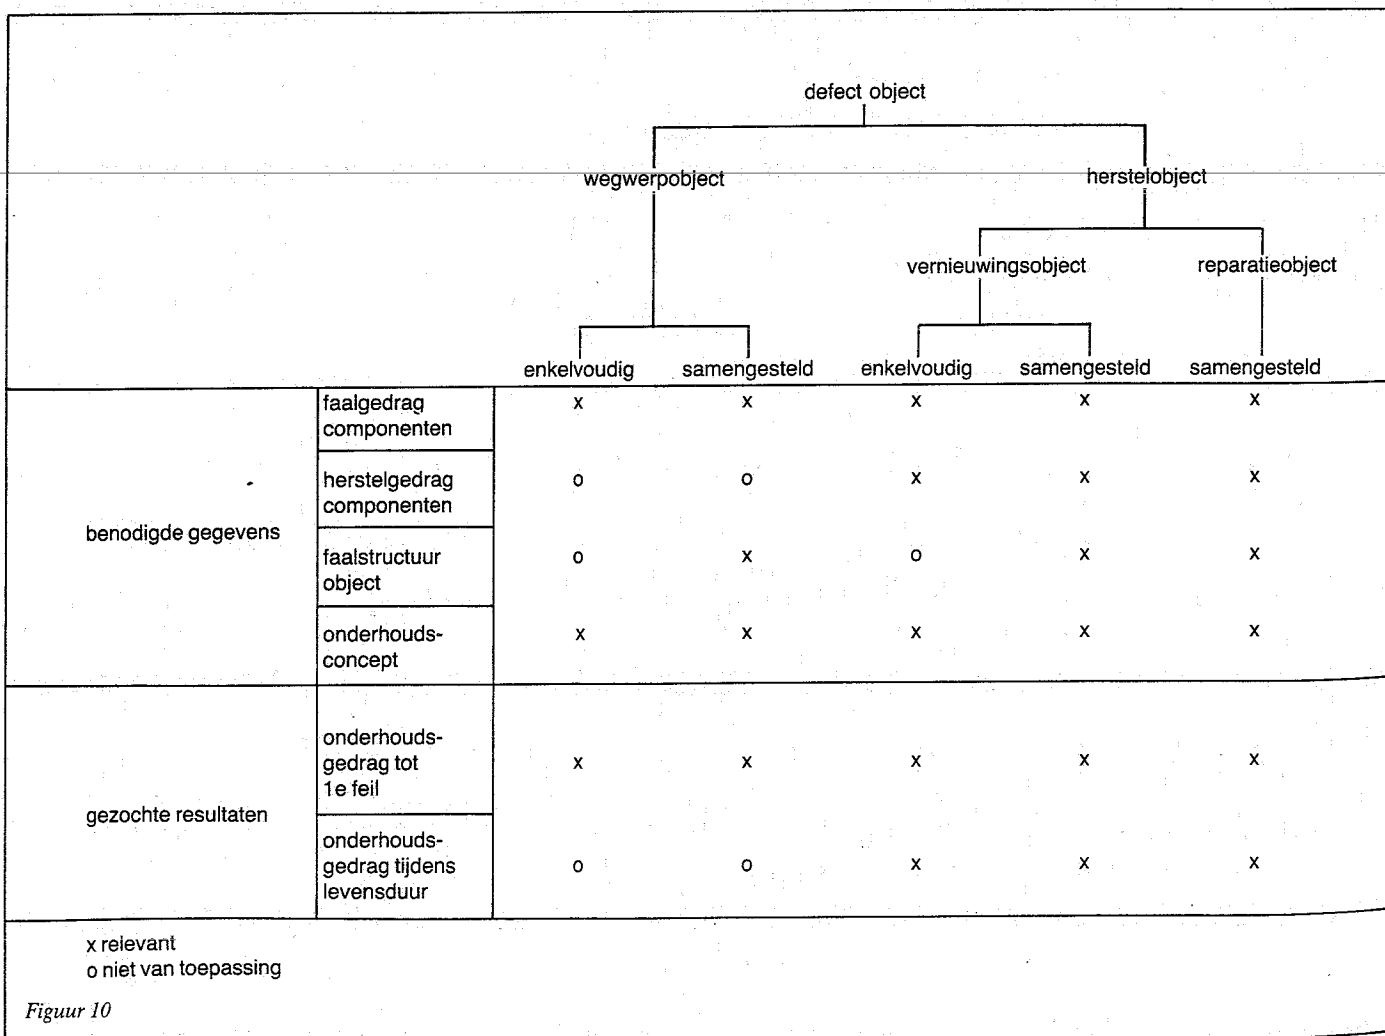 defect object
wegwerpobject herstelobject
vernieuwingsobject reparatieobject
enkelvoudig samengesteld enkelvoudig samengesteld samengesteld
faalgedrag x x x x x
componenten
herstelgedrag o o x x x
componenten
benodigde gegevens
faalstructuur o x o x x
object
onderhouds- x x x x x
concept
onderhouds-
gedrag tot x x x x x
1e feil
gezochte resultaten
onderhouds-
gedrag tijdens o o x x x
levensduur
x relevant
o niet van toepassing
Figuur 10